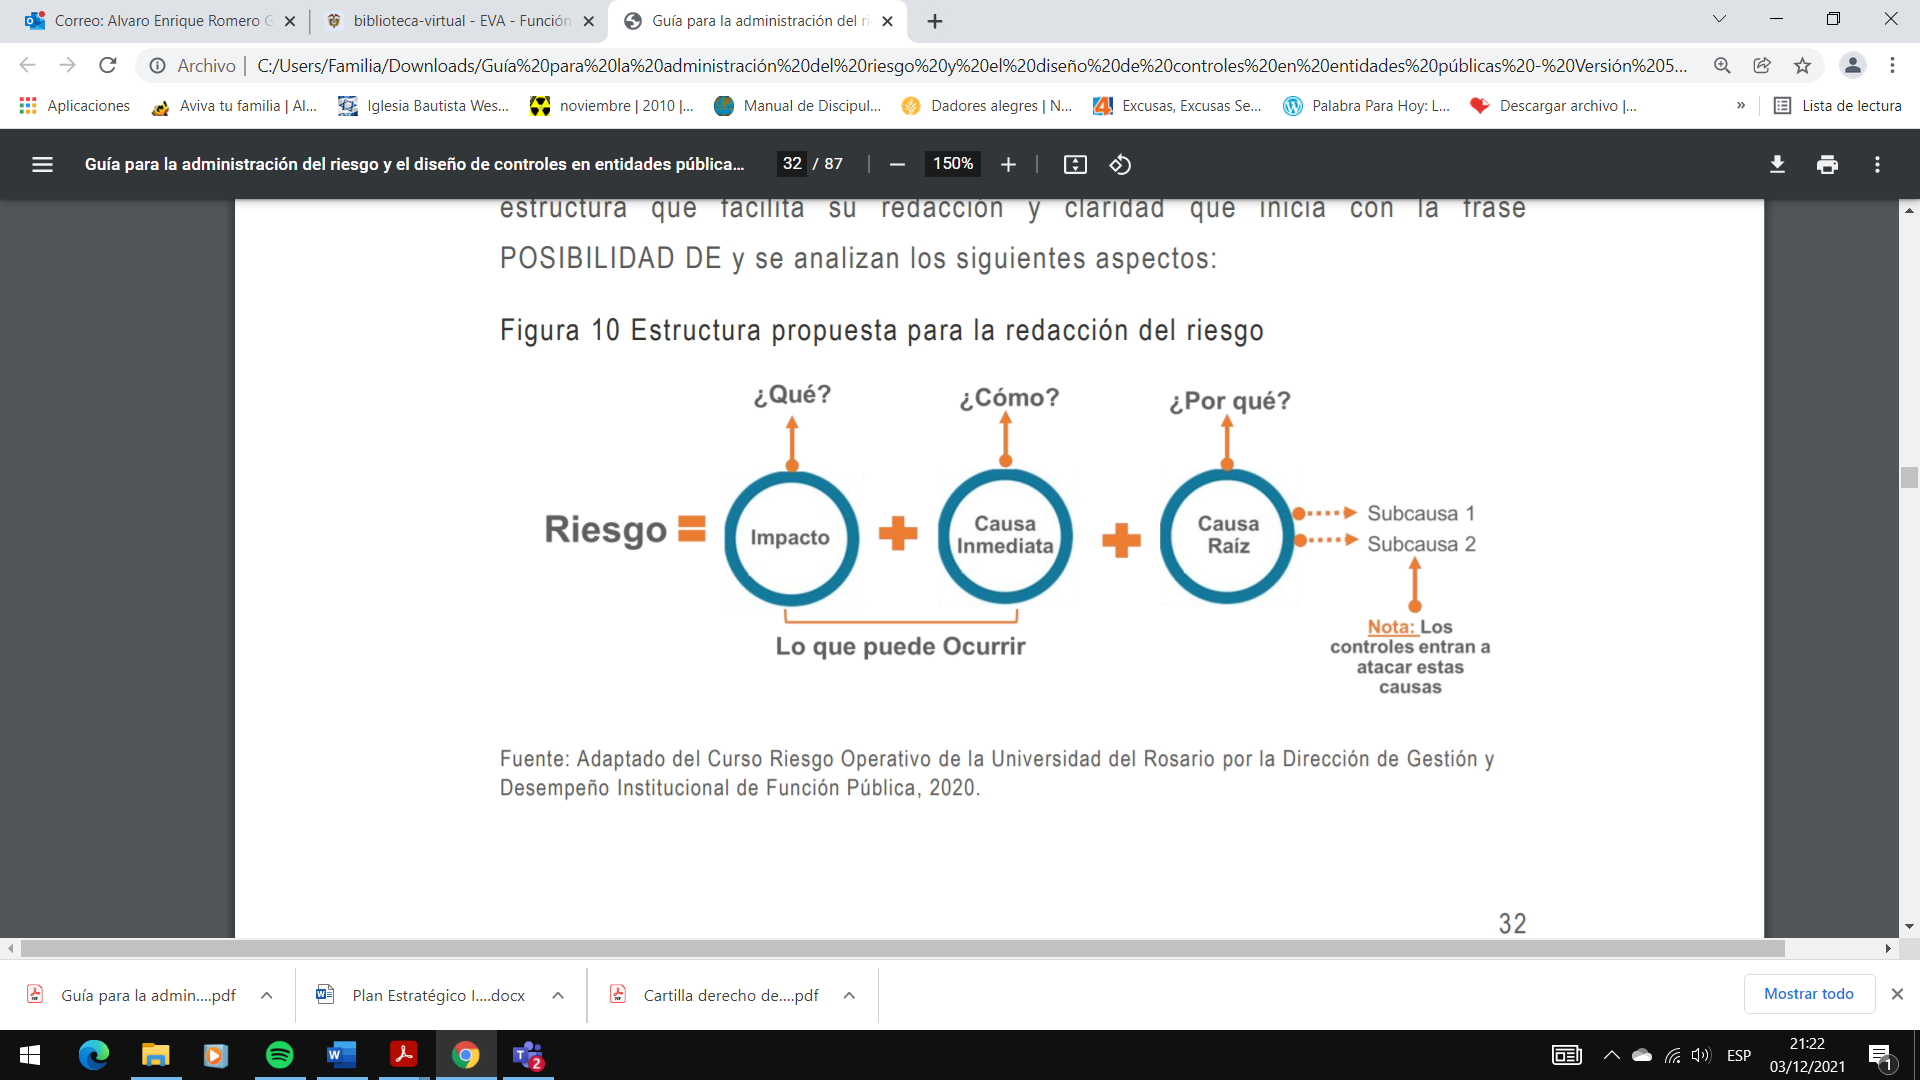 Correo: Alvaro Enrique Romero G
biblioteca-virtual - EVA - Función
Guía para la administración del ri
Archivo
C:/Users/Familia/Downloads/Guía%20para%20la%20administración%20del%20riesgo%20y%20el%20diseño%20de%20controles%20en%20entidades%20públicas%20-%20Versión%205...
Aplicaciones
Aviva tu familia | Al...
Iglesia Bautista Wes...
noviembre | 2010 |...
Manual de Discipul...
Dadores alegres | N...
Excusas, Excusas Se...
Palabra Para Hoy: L...
Descargar archivo |...
»
Lista de lectura
Guía para la administración del riesgo y el diseño de controles en entidades pública...
32 / 87
150%
estructura que facilita su redacción y claridad que inicia con la frase
POSIBILIDAD DE y se analizan los siguientes aspectos:
Figura 10 Estructura propuesta para la redacción del riesgo
¿Qué?
¿Cómo?
¿Por qué?
Riesgo =
Impacto
+
Causa
Inmediata
+
Causa
Raíz
Subcausa 1
Subcausa 2
Lo que puede Ocurrir
Nota: Los
controles entran a
atacar estas
causas
Fuente: Adaptado del Curso Riesgo Operativo de la Universidad del Rosario por la Dirección de Gestión y
Desempeño Institucional de Función Pública, 2020.
32
Guía para la admin....pdf
Plan Estratégico I....docx
Cartilla derecho de....pdf
Mostrar todo
2
ESP
21:22
03/12/2021
1